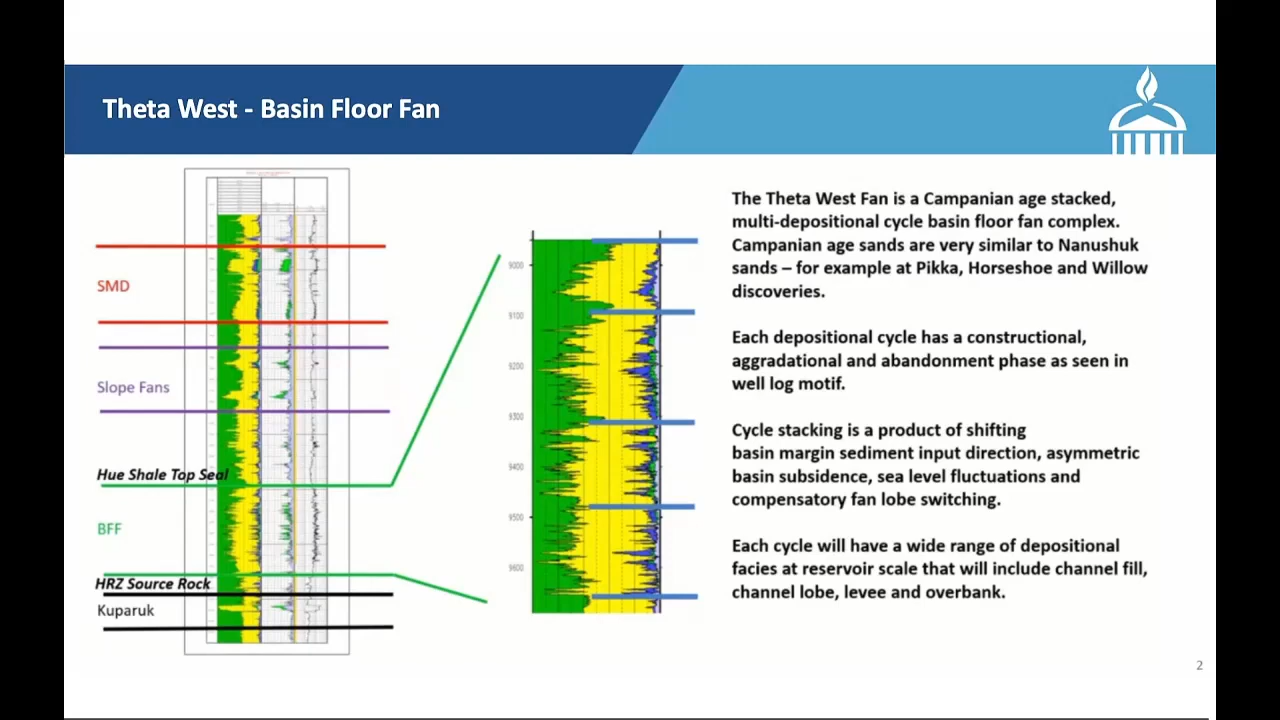 Theta West - Basin Floor Fan
SMD
Slope Fans
Hue Shale Top Seal
BFF
HRZ Source Rock
Kuparuk
9000
9100
9200
9300
9400
9500
9600
The Theta West Fan is a Campanian age stacked,
multi-depositional cycle basin floor fan complex.
Campanian age sands are very similar to Nanushuk
sands – for example at Pikka, Horseshoe and Willow
discoveries.
Each depositional cycle has a constructional,
aggradational and abandonment phase as seen in
well log motif.
Cycle stacking is a product of shifting
basin margin sediment input direction, asymmetric
basin subsidence, sea level fluctuations and
compensatory fan lobe switching.
Each cycle will have a wide range of depositional
facies at reservoir scale that will include channel fill,
channel lobe, levee and overbank.
2